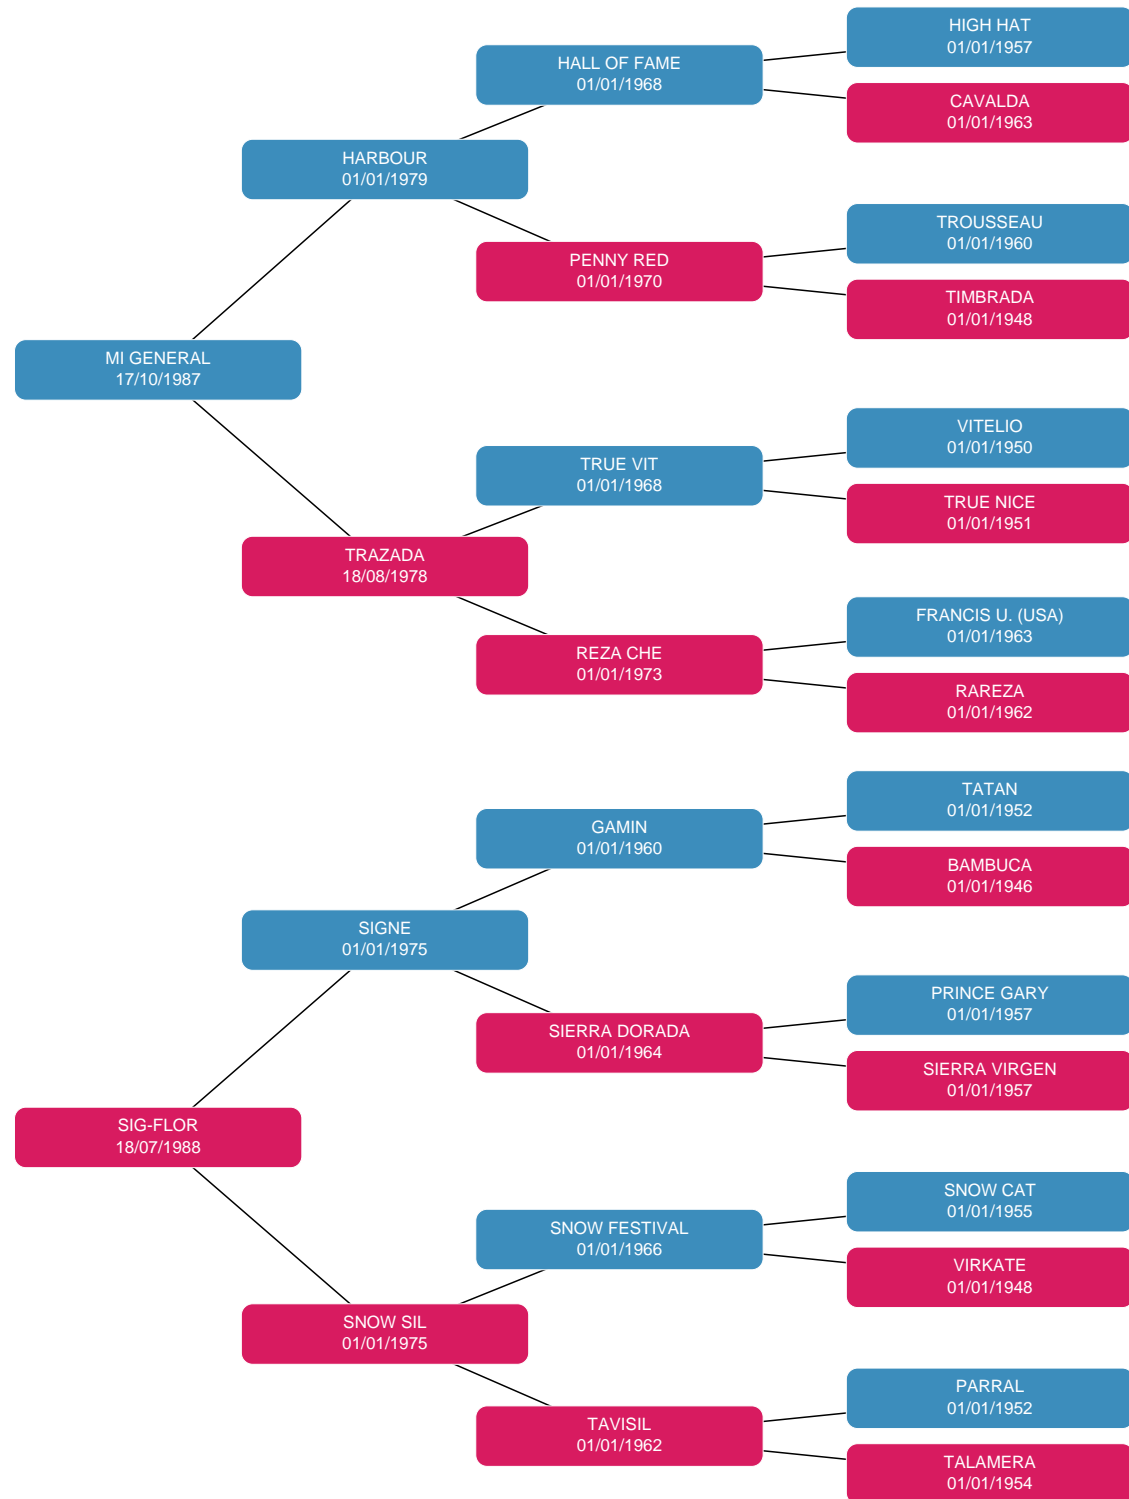 HIGH HAT
01/01/1957
HALL OF FAME
01/01/1968
CAVALDA
01/01/1963
HARBOUR
01/01/1979
TROUSSEAU
01/01/1960
PENNY RED
01/01/1970
TIMBRADA
01/01/1948
MI GENERAL
17/10/1987
VITELIO
01/01/1950
TRUE VIT
01/01/1968
TRUE NICE
01/01/1951
TRAZADA
18/08/1978
FRANCIS U. (USA)
01/01/1963
REZA CHE
01/01/1973
RAREZA
01/01/1962
TATAN
01/01/1952
GAMIN
01/01/1960
BAMBUCA
01/01/1946
SIGNE
01/01/1975
PRINCE GARY
01/01/1957
SIERRA DORADA
01/01/1964
SIERRA VIRGEN
01/01/1957
SIG-FLOR
18/07/1988
SNOW CAT
01/01/1955
SNOW FESTIVAL
01/01/1966
VIRKATE
01/01/1948
SNOW SIL
01/01/1975
PARRAL
01/01/1952
TAVISIL
01/01/1962
TALAMERA
01/01/1954